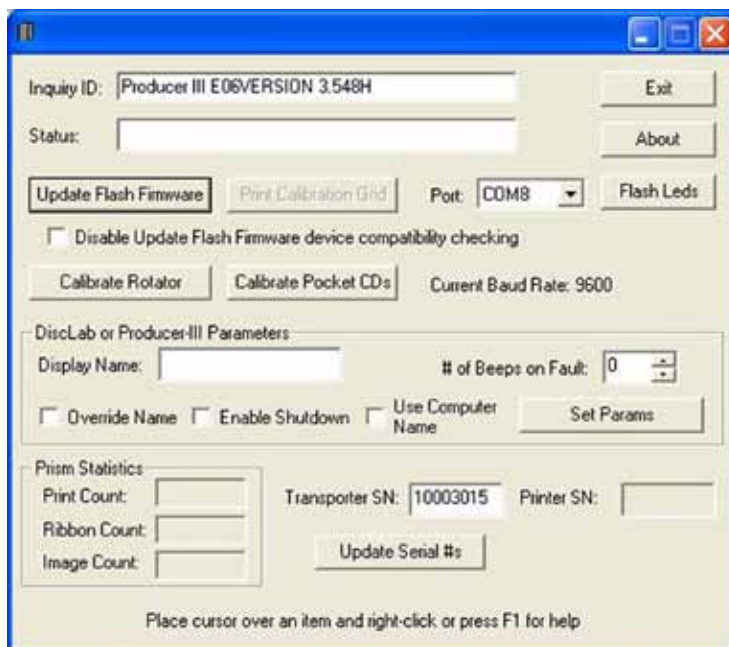 Inquiry ID: Producer III E06VERSION 3.548H Exit
Status: About
Update Flash Firmware Print Calibration Grid Port: COM8 Flash Leds
Disable Update Flash Firmware device compatibility checking
Calibrate Rotator Calibrate Pocket CDs Current Baud Rate: 9600
DiscLab or Producer-III Parameters
Display Name: # of Beeps on Fault: 0
Override Name Enable Shutdown Use Computer Name Set Params
Prism Statistics
Print Count: Transporter SN: 10003015 Printer SN:
Ribbon Count:
Image Count: Update Serial #s
Place cursor over an item and right-click or press F1 for help